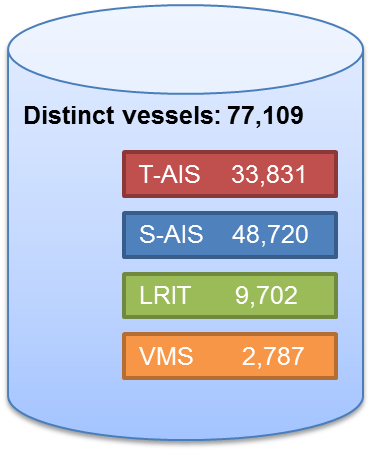 Distinct vessels: 77,109
T-AIS 33,831
S-AIS 48,720
LRIT 9,702
VMS 2,787